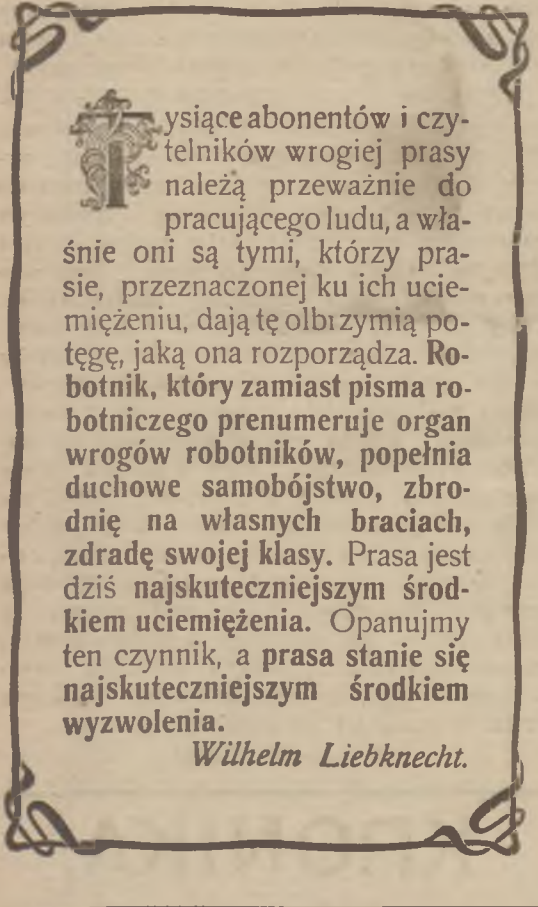 Tysiące abonentów i czy-
telników wrogiej prasy
należą przeważnie do
pracującego ludu, a wła-
śnie oni są tymi, którzy pra-
sie, przeznaczonej ku ich ucie-
miężeniu, dają tę olbrzymią po-
tęgę, jaką ona rozporządza. Ro-
botnik, który zamiast pisma ro-
botniczego prenumeruje organ
wrogów robotników, popełnia
duchowe samobójstwo, zbro-
dnię na własnych braciach,
zdradę swojej klasy. Prasa jest
dziś najskuteczniejszym środ-
kiem uciemiężenia. Opanujmy
ten czynnik, a prasa stanie się
najskuteczniejszym środkiem
wyzwolenia.
Wilhelm Liebknecht.